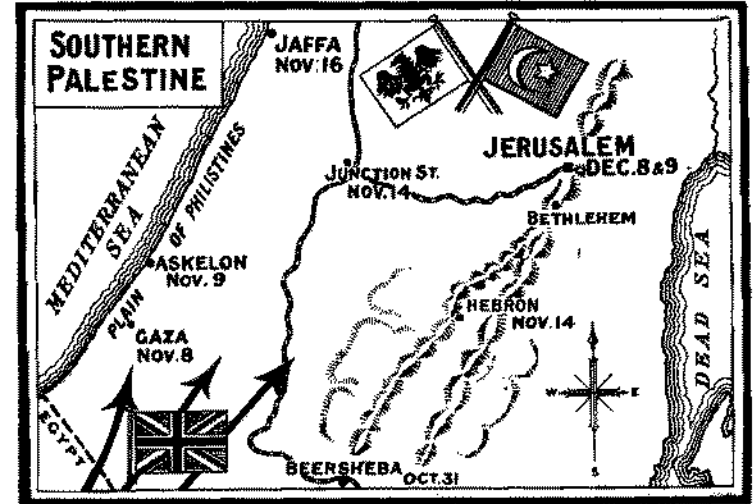 SOUTHERN
PALESTINE
JAFFA
NOV. 16
JERUSALEM
DEC. 8 & 9
JUNCTION ST.
NOV. 14
BETHLEHEM
MEDITERRANEAN
SEA
PLAIN OF PHILISTINES
ASKELON
NOV. 9
DEAD SEA
HEBRON
NOV. 14
GAZA
NOV. 8
W
E
S
EGYPT
BEERSHEBA
OCT. 31